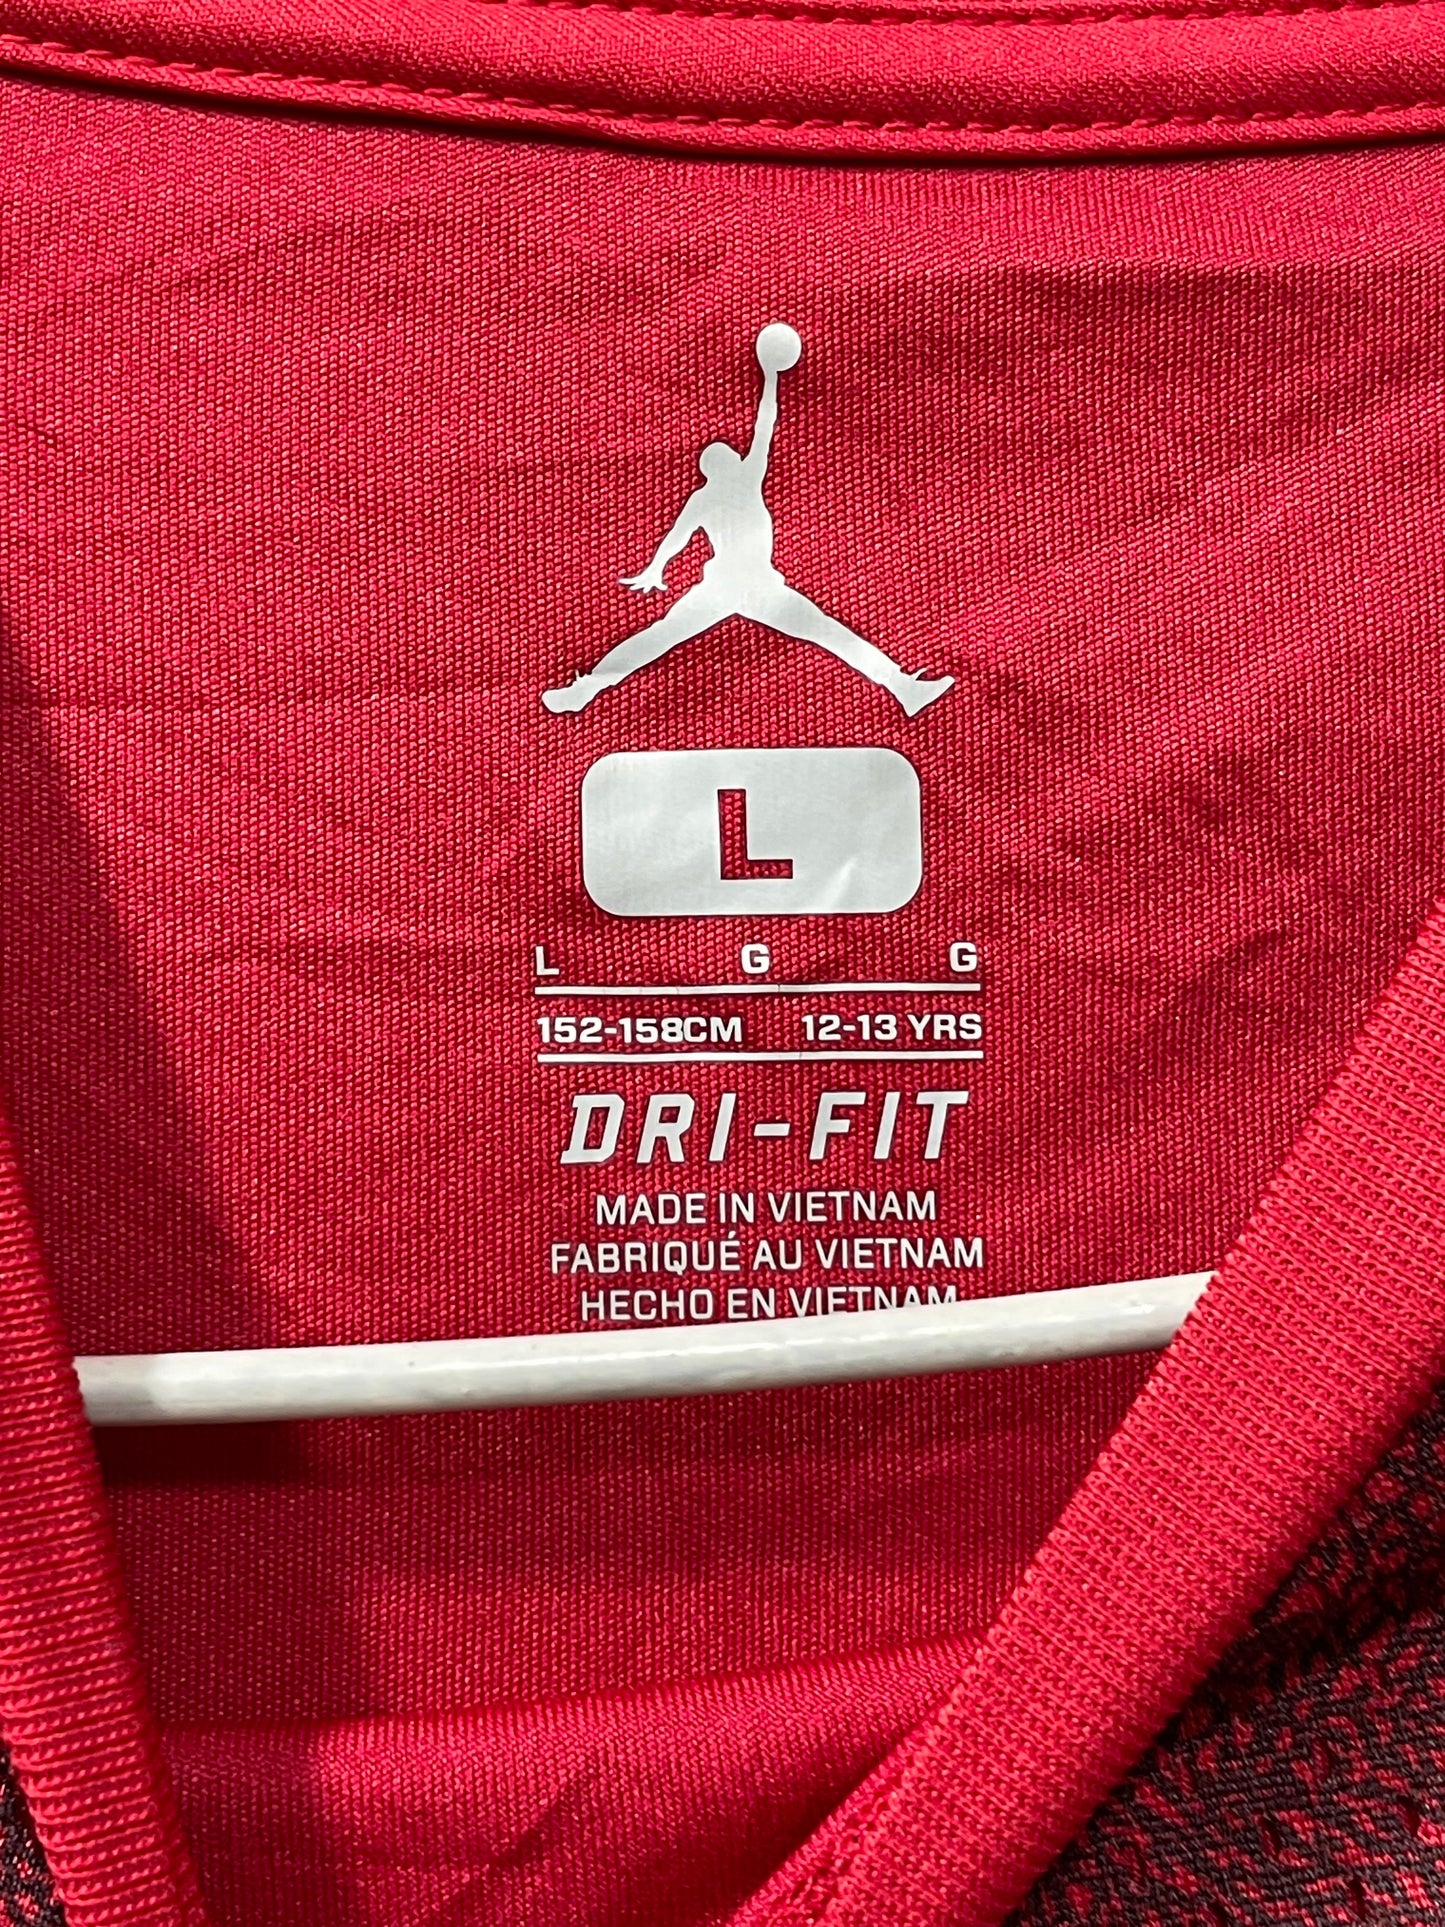 L
L G G
152-158CM 12-13 YRS
DRI-FIT
MADE IN VIETNAM
FABRIQUÉ AU VIETNAM
HECHO EN VIETNAM